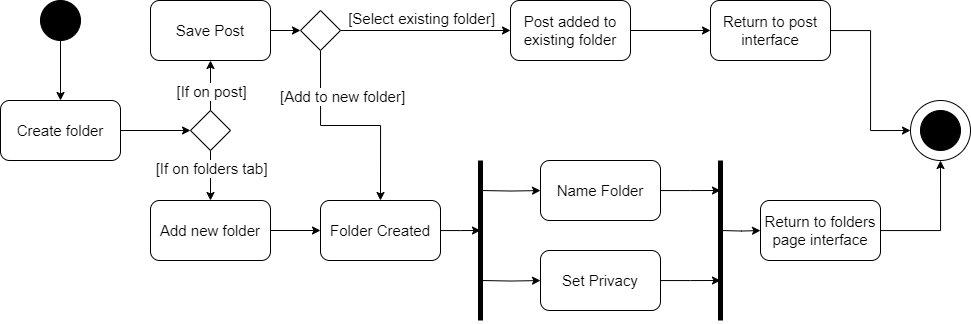 Save Post
[Select existing folder]
Post added to
existing folder
Return to post
interface
[If on post]
[Add to new folder]
Create folder
[If on folders tab]
Name Folder
Add new folder
Folder Created
Return to folders
page interface
Set Privacy